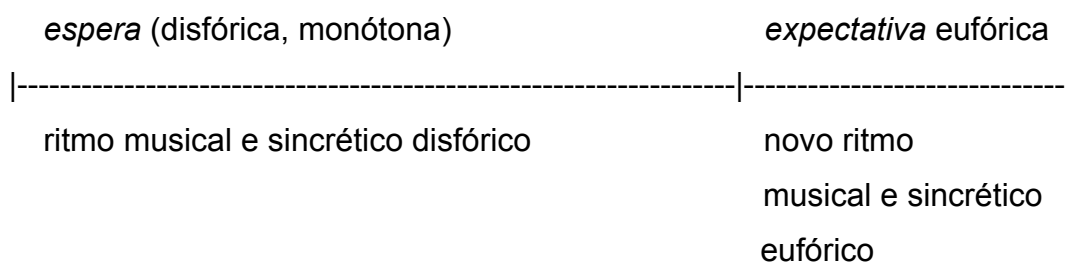 espera (disfórica, monótona) expectativa eufórica
|--------------------------------------------------------------------|------------------------------
ritmo musical e sincrético disfórico novo ritmo
musical e sincrético
eufórico